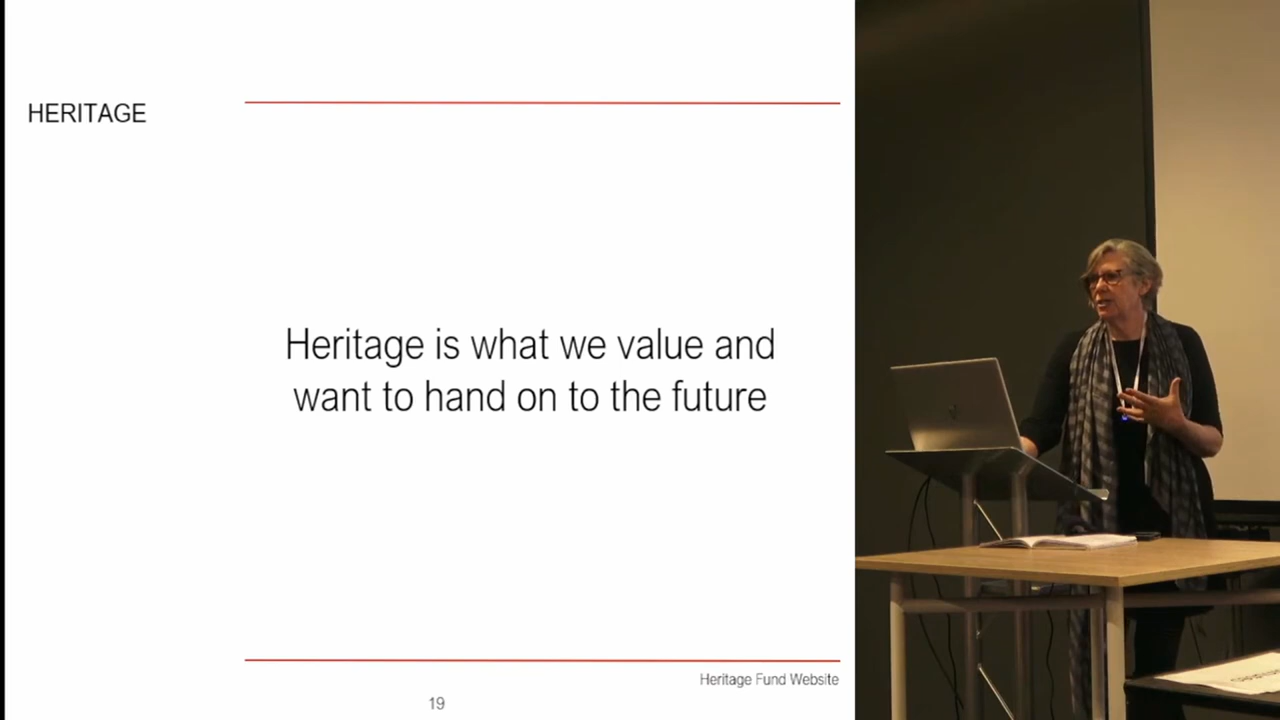 HERITAGE
Heritage is what we value and
want to hand on to the future
Heritage Fund Website
19